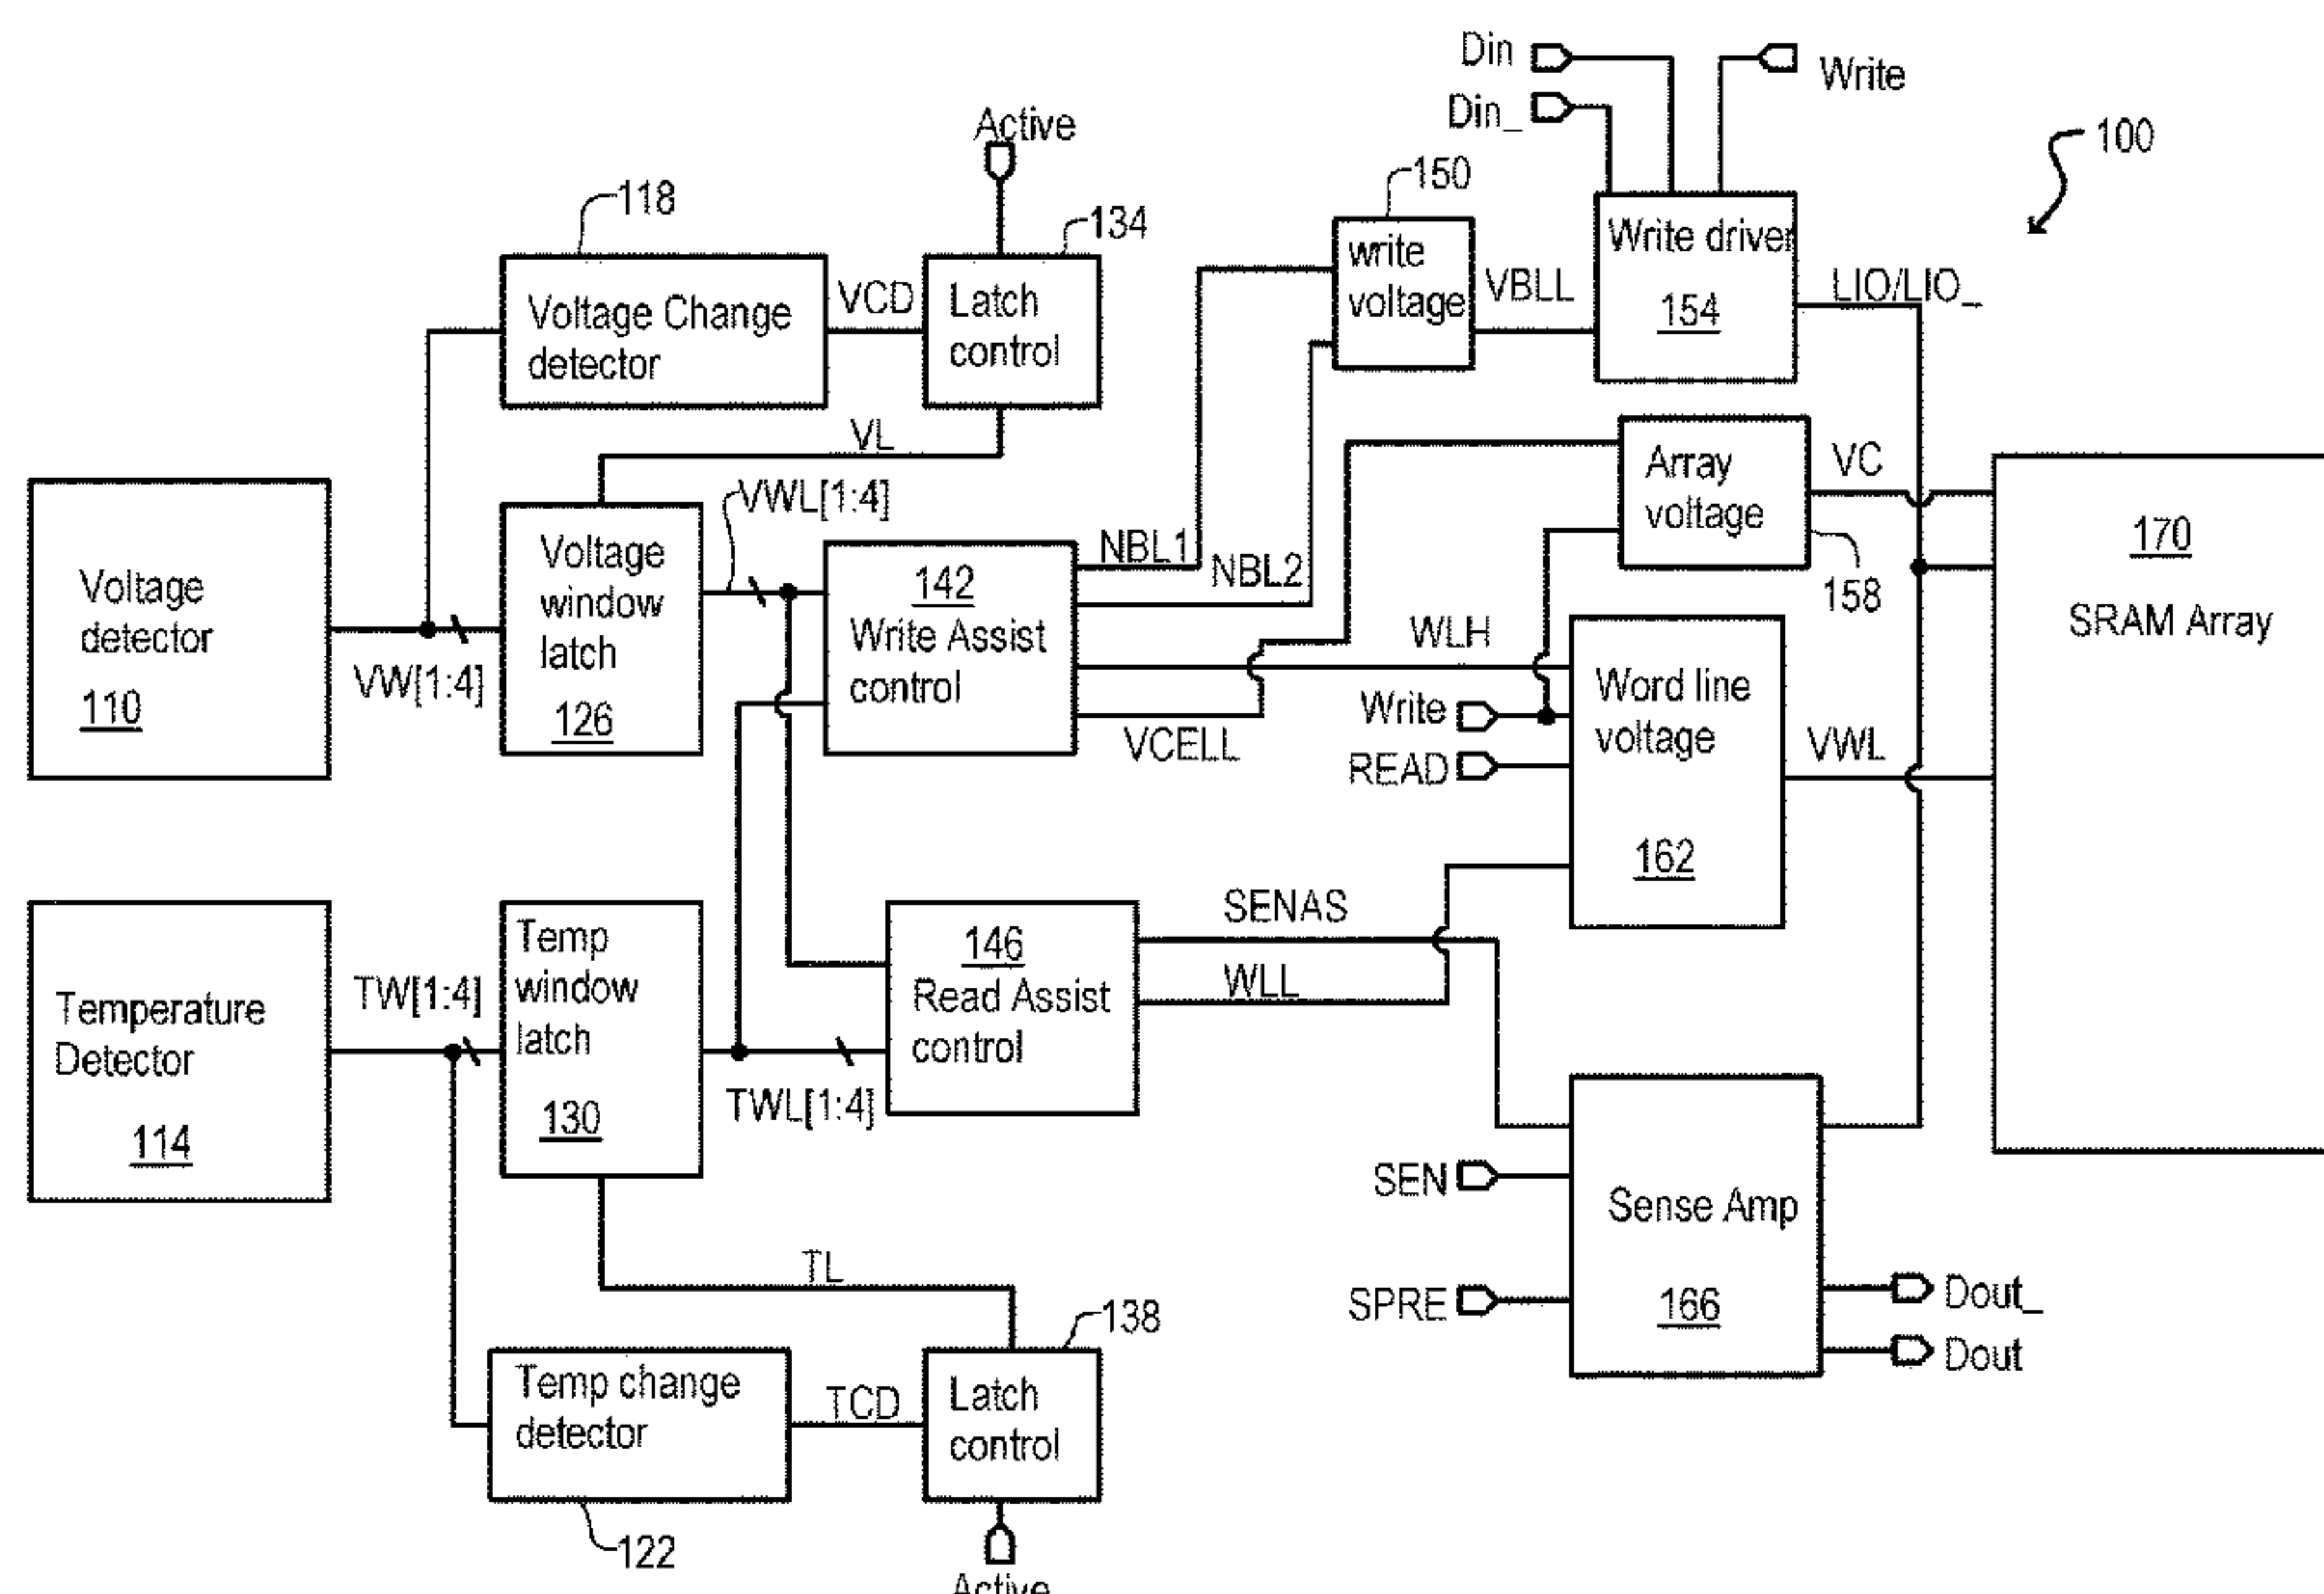 Din
Write
Din_
100
Active
150
118
134
write
voltage
Write driver
154
VBLL
LIO/LIO_
Voltage Change
detector
VCD
Latch
control
VL
VWL[1:4]
Array
voltage
VC
158
Voltage
detector
110
VW[1:4]
Voltage
window
latch
126
142
Write Assist
control
NBL1
NBL2
WLH
VCELL
Write
READ
Word line
voltage
162
VWL
170
SRAM Array
Temperature
Detector
114
TW[1:4]
Temp
window
latch
130
TWL[1:4]
146
Read Assist
control
SENAS
WLL
SEN
SPRE
Sense Amp
166
Dout_
Dout
TL
138
Temp change
detector
TCD
Latch
control
122
Active